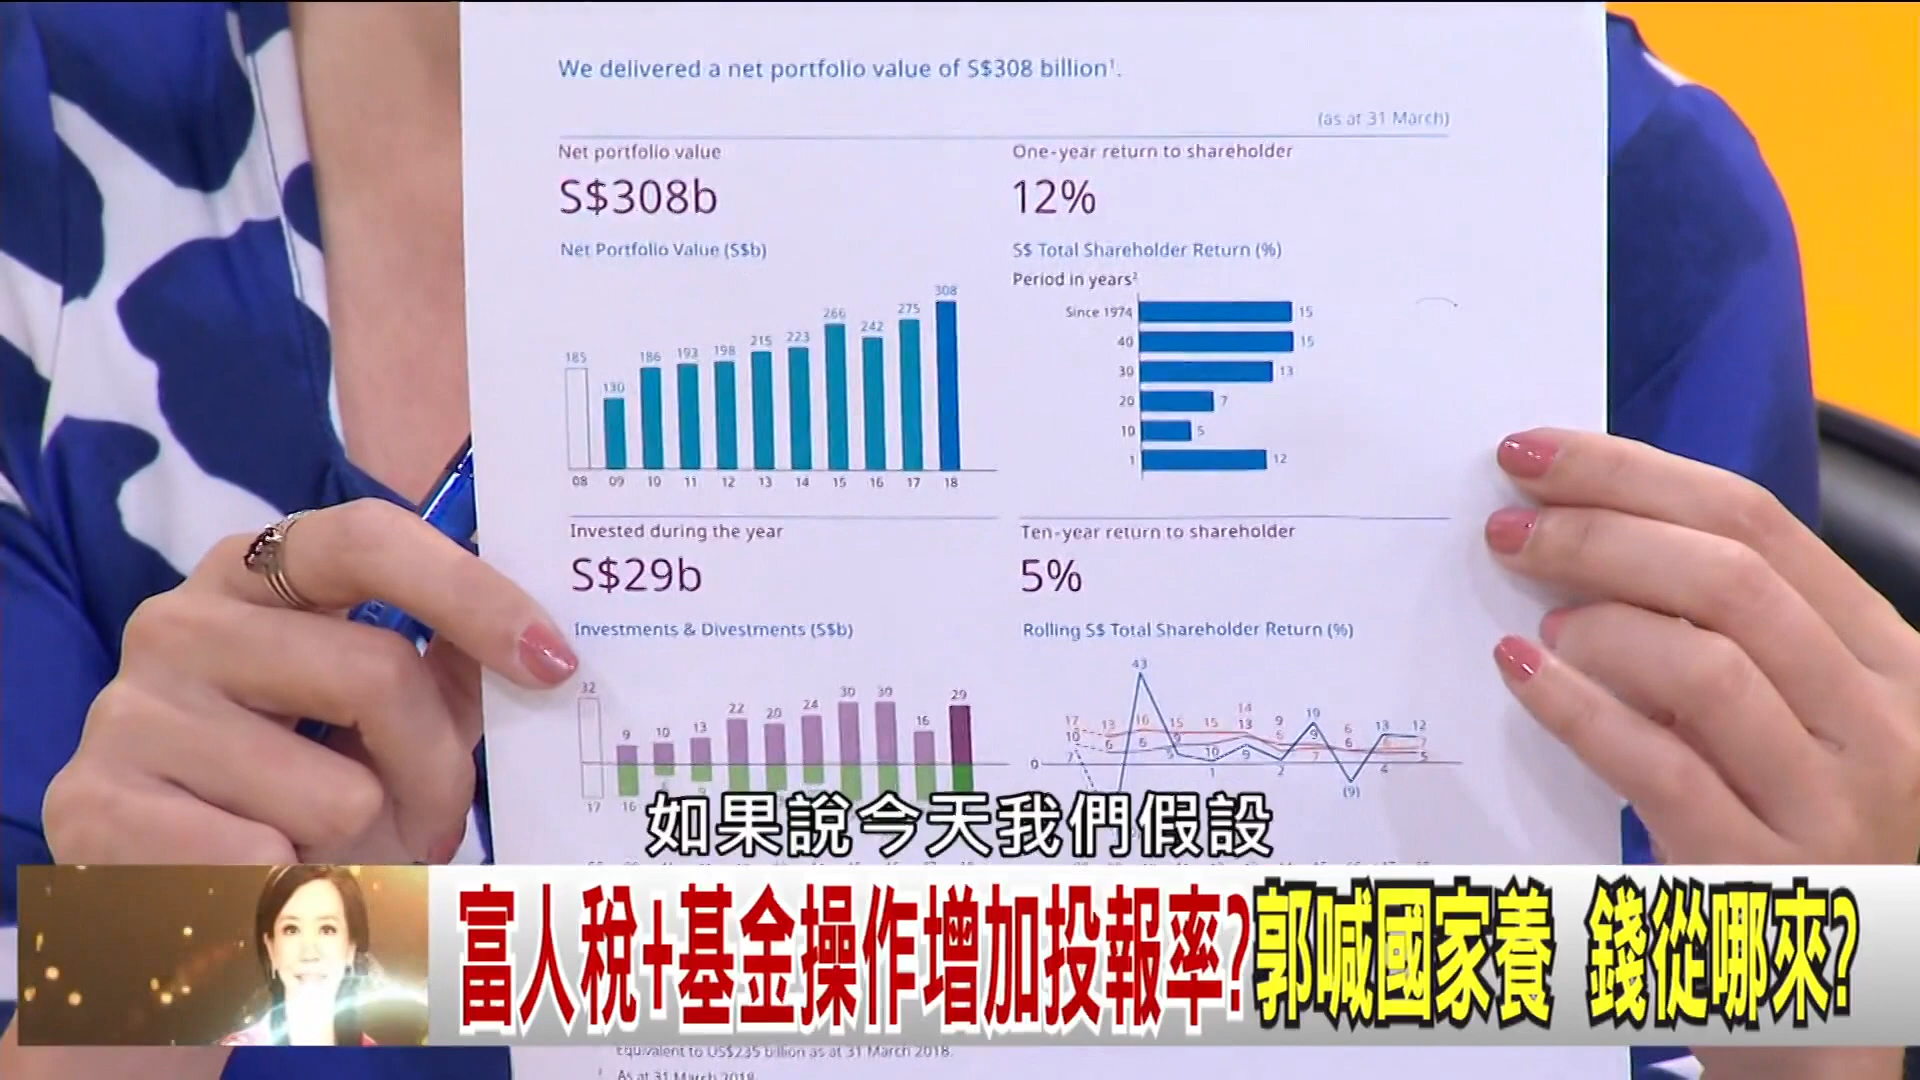 We delivered a net portfolio value of S$308 billion¹.
(as at 31 March)
Net portfolio value
S$308b
Net Portfolio Value (S$b)
185 130 186 193 198 215 223 266 242 275 308
08 09 10 11 12 13 14 15 16 17 18
One-year return to shareholder
12%
S$ Total Shareholder Return (%)
Period in years²
Since 1974 15
40 15
30 13
20 7
10 5
1 12
Invested during the year
S$29b
Investments & Divestments (S$b)
32 9 10 13 22 20 24 30 30 16 29
17 16
Ten-year return to shareholder
5%
Rolling S$ Total Shareholder Return (%)
43
17 13 16 15 15 14 13 9 19 6 13 12
10 6 6 9 10 9 6 9 6
7 1 2 7 4 5
0
(9)
如果說今天我們假設
富人稅+基金操作增加投報率?郭喊國家養 錢從哪來?
Equivalent to US$235 billion as at 31 March 2018.
¹ As at 31 March 2018